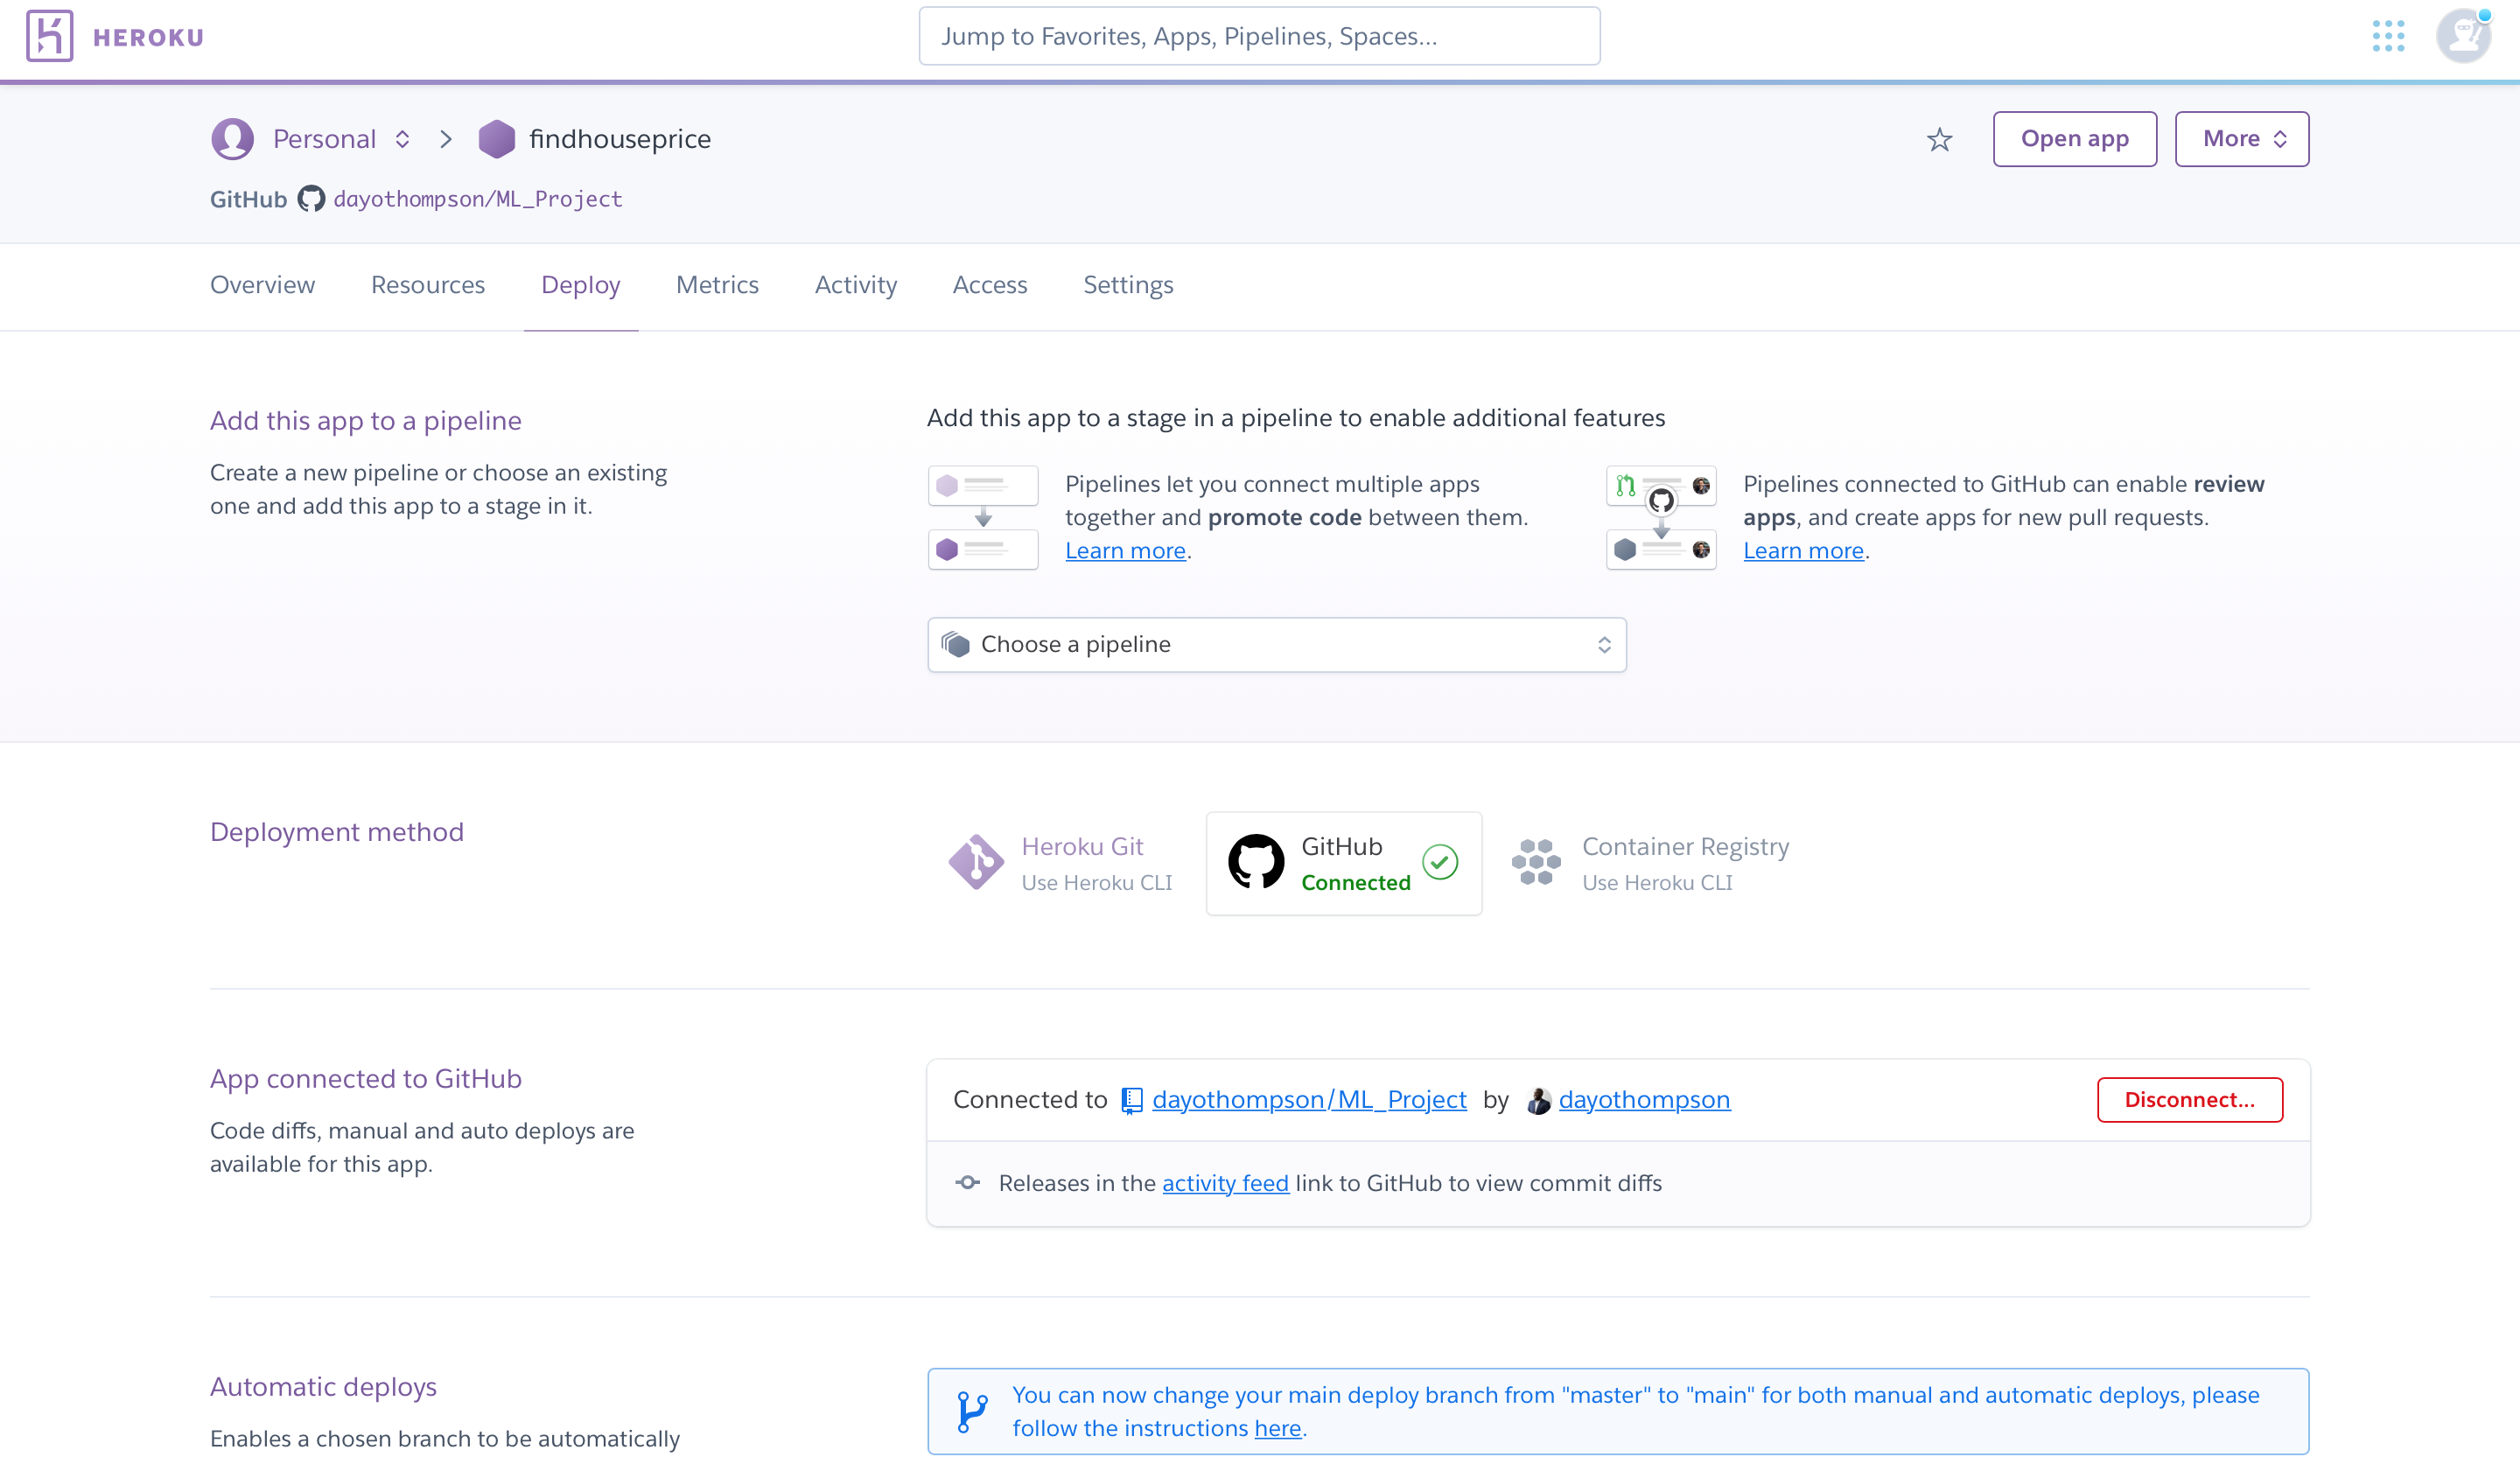 HEROKU
Jump to Favorites, Apps, Pipelines, Spaces...
Personal findhouseprice
Open app
More
GitHub dayothompson/ML_Project
Overview Resources Deploy Metrics Activity Access Settings
Add this app to a pipeline
Create a new pipeline or choose an existing
one and add this app to a stage in it.
Add this app to a stage in a pipeline to enable additional features
Pipelines let you connect multiple apps
together and promote code between them.
Learn more.
Pipelines connected to GitHub can enable review
apps, and create apps for new pull requests.
Learn more.
Choose a pipeline
Deployment method
Heroku Git
Use Heroku CLI
GitHub
Connected
Container Registry
Use Heroku CLI
App connected to GitHub
Code diffs, manual and auto deploys are
available for this app.
Connected to dayothompson/ML_Project by dayothompson
Disconnect...
Releases in the activity feed link to GitHub to view commit diffs
Automatic deploys
Enables a chosen branch to be automatically
You can now change your main deploy branch from "master" to "main" for both manual and automatic deploys, please
follow the instructions here.